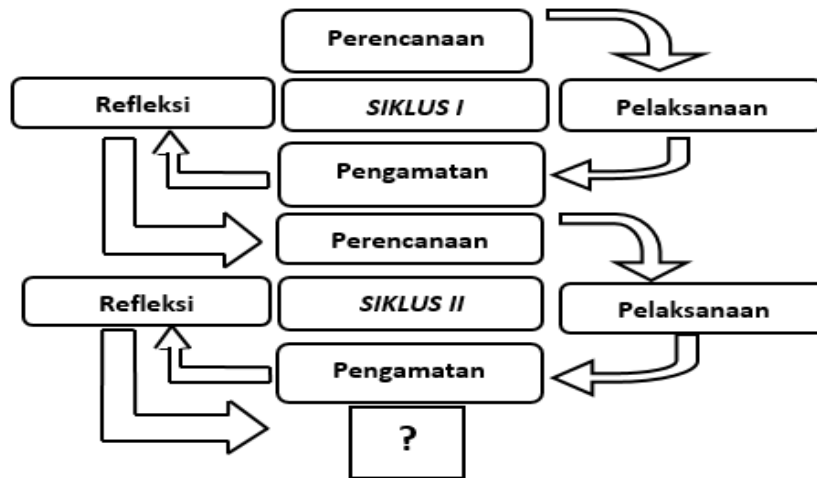 Perencanaan
Refleksi
SIKLUS I
Pelaksanaan
Pengamatan
Perencanaan
Refleksi
SIKLUS II
Pelaksanaan
Pengamatan
?